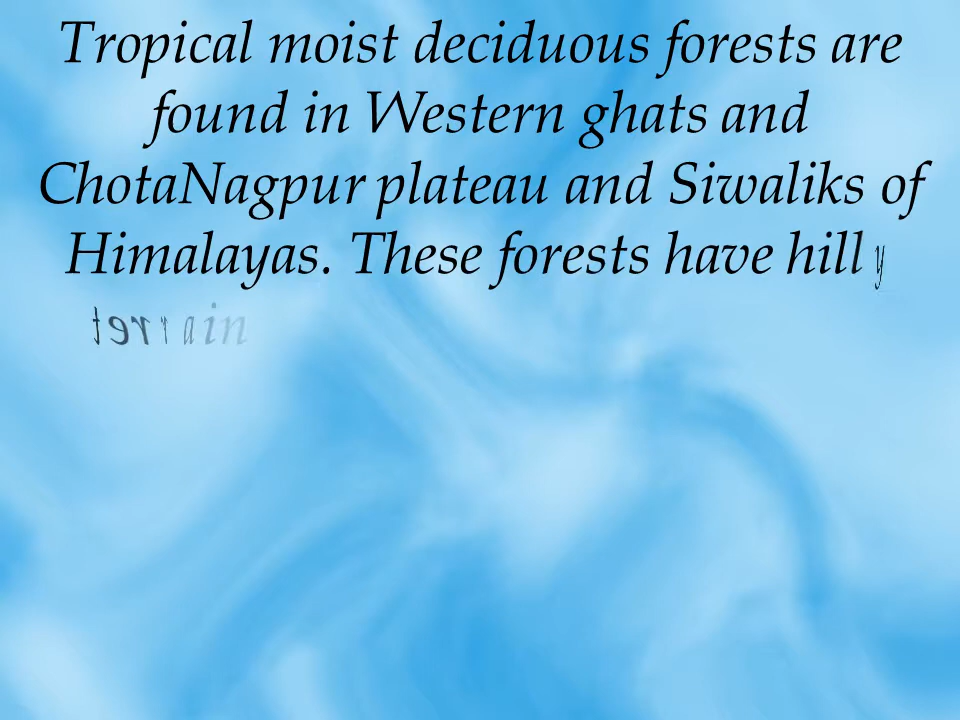 Tropical moist deciduous forests are
found in Western ghats and
ChotaNagpur plateau and Siwaliks of
Himalayas. These forests have hilly
terrain